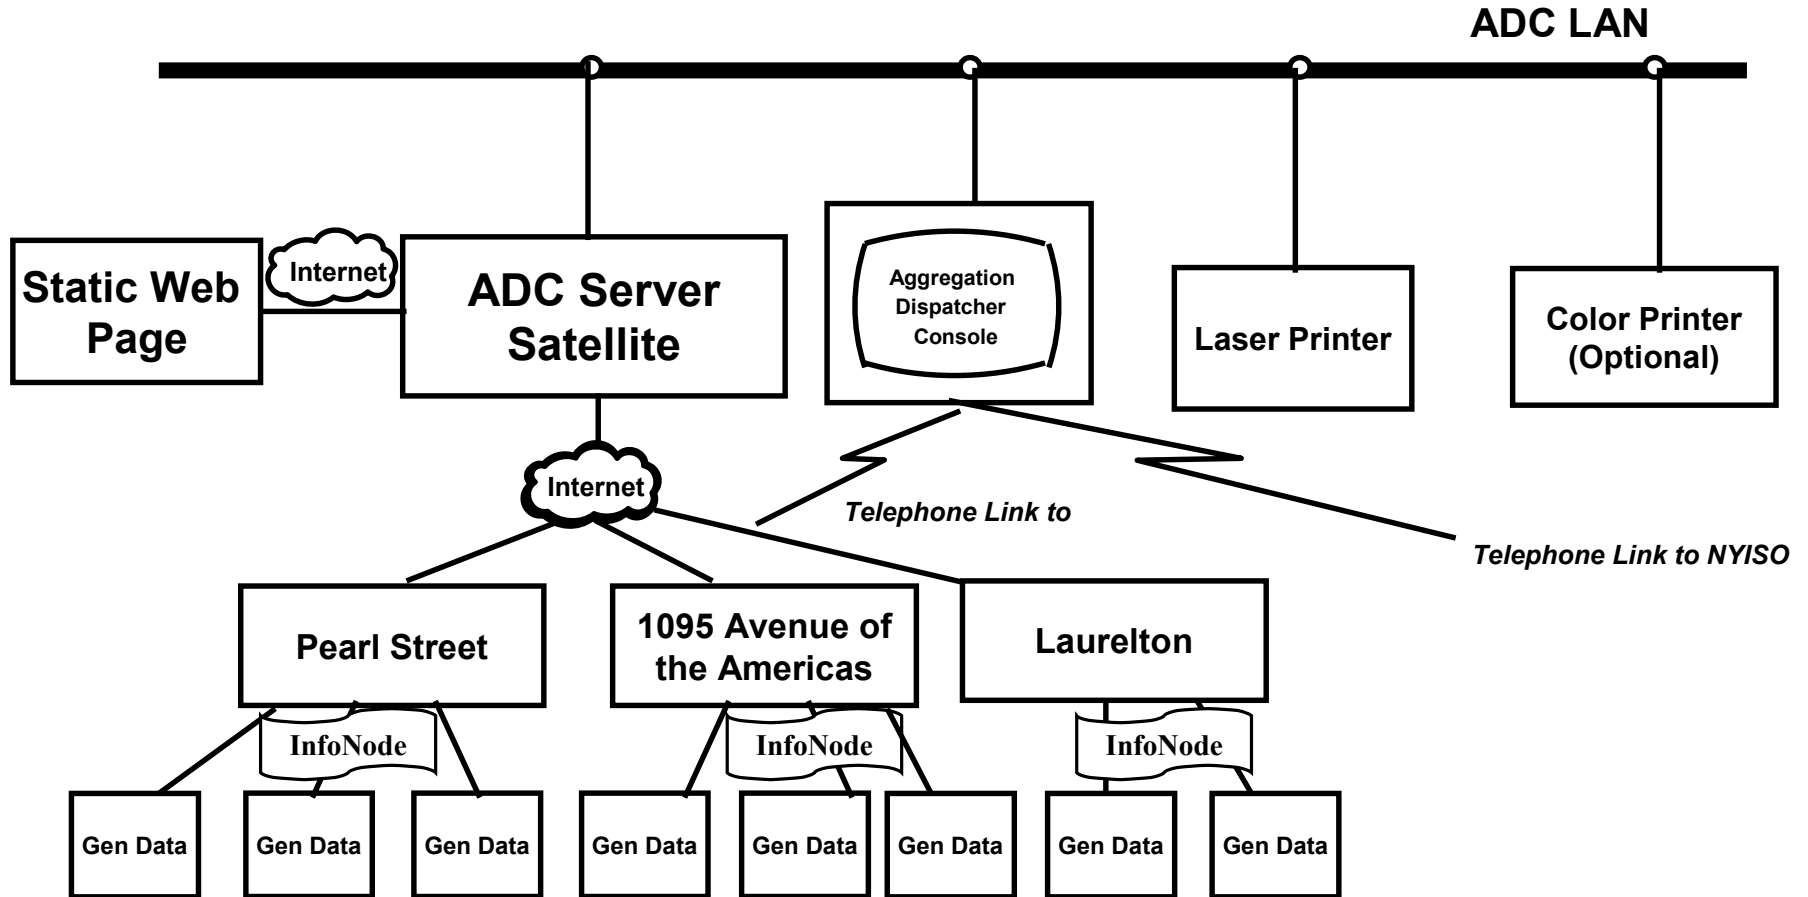 ADC LAN
Static Web
Page
Internet
ADC Server
Satellite
Aggregation
Dispatcher
Console
Laser Printer
Color Printer
(Optional)
Internet
Telephone Link to
Telephone Link to NYISO
Pearl Street
1095 Avenue of
the Americas
Laurelton
InfoNode
InfoNode
InfoNode
Gen Data
Gen Data
Gen Data
Gen Data
Gen Data
Gen Data
Gen Data
Gen Data